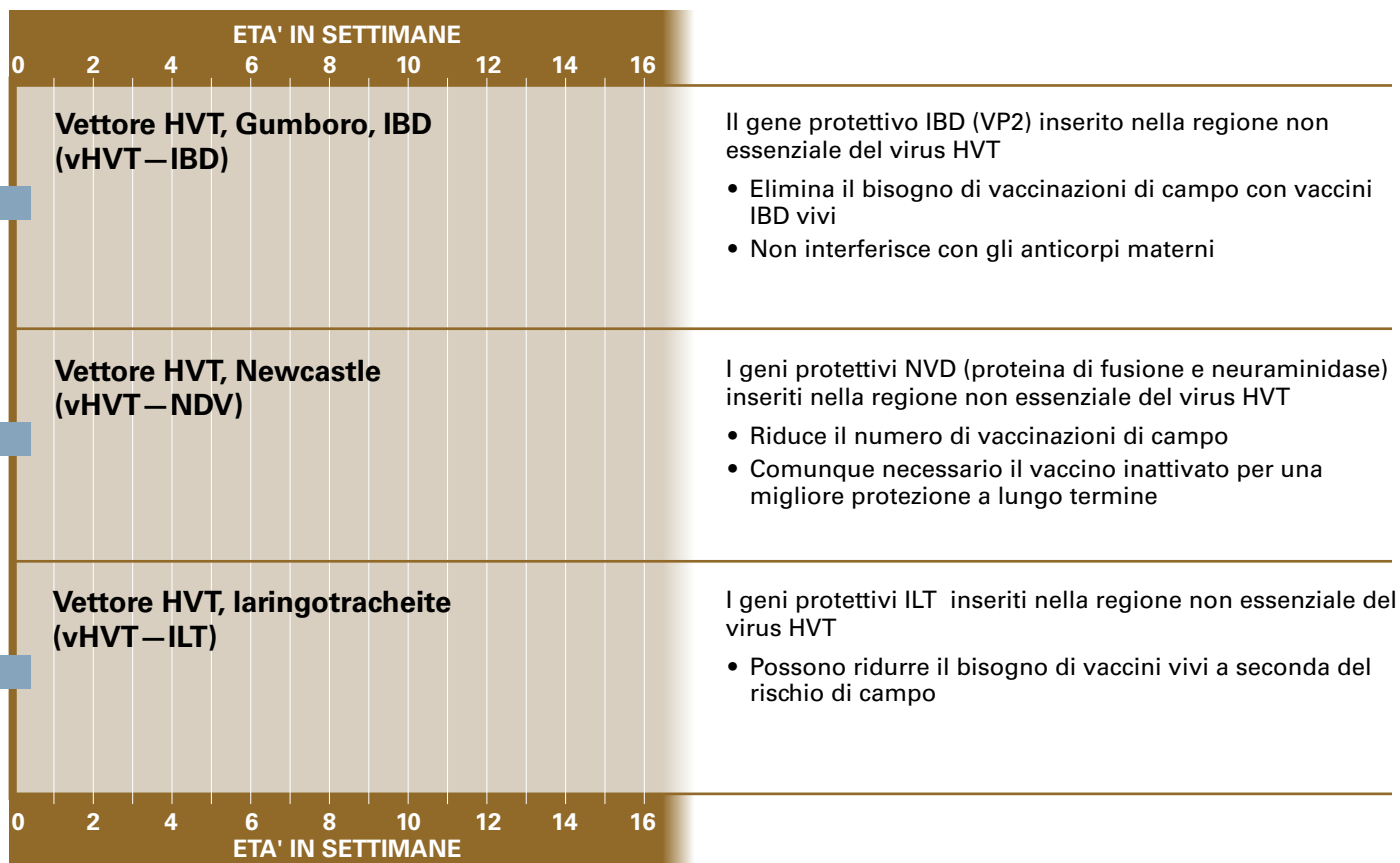 ETA' IN SETTIMANE
0 2 4 6 8 10 12 14 16
Vettore HVT, Gumboro, IBD
(vHVT—IBD)
Il gene protettivo IBD (VP2) inserito nella regione non
essenziale del virus HVT
• Elimina il bisogno di vaccinazioni di campo con vaccini
IBD vivi
• Non interferisce con gli anticorpi materni
Vettore HVT, Newcastle
(vHVT—NDV)
I geni protettivi NVD (proteina di fusione e neuraminidase)
inseriti nella regione non essenziale del virus HVT
• Riduce il numero di vaccinazioni di campo
• Comunque necessario il vaccino inattivato per una
migliore protezione a lungo termine
Vettore HVT, laringotracheite
(vHVT—ILT)
I geni protettivi ILT inseriti nella regione non essenziale del
virus HVT
• Possono ridurre il bisogno di vaccini vivi a seconda del
rischio di campo
0 2 4 6 8 10 12 14 16
ETA' IN SETTIMANE